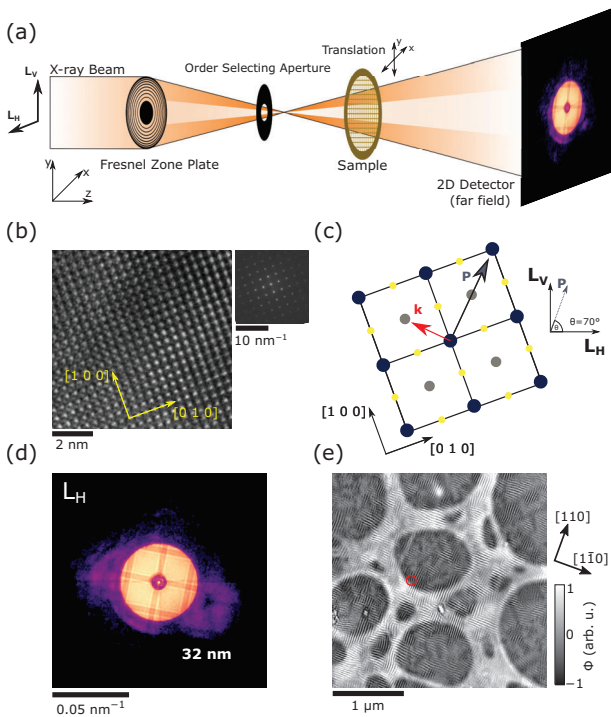 (a)
L_V
X-ray Beam
Order Selecting Aperture
Translation
y
x
L_H
Fresnel Zone Plate
Sample
y
x
z
2D Detector
(far field)
(b)
10 nm⁻¹
[1 0 0]
[0 1 0]
2 nm
(c)
P
k
L_V
P
θ
θ=70°
L_H
[1 0 0]
[0 1 0]
(d)
L_H
32 nm
0.05 nm⁻¹
(e)
[110]
[11̅0]
1
0
−1
Φ (arb. u.)
1 μm